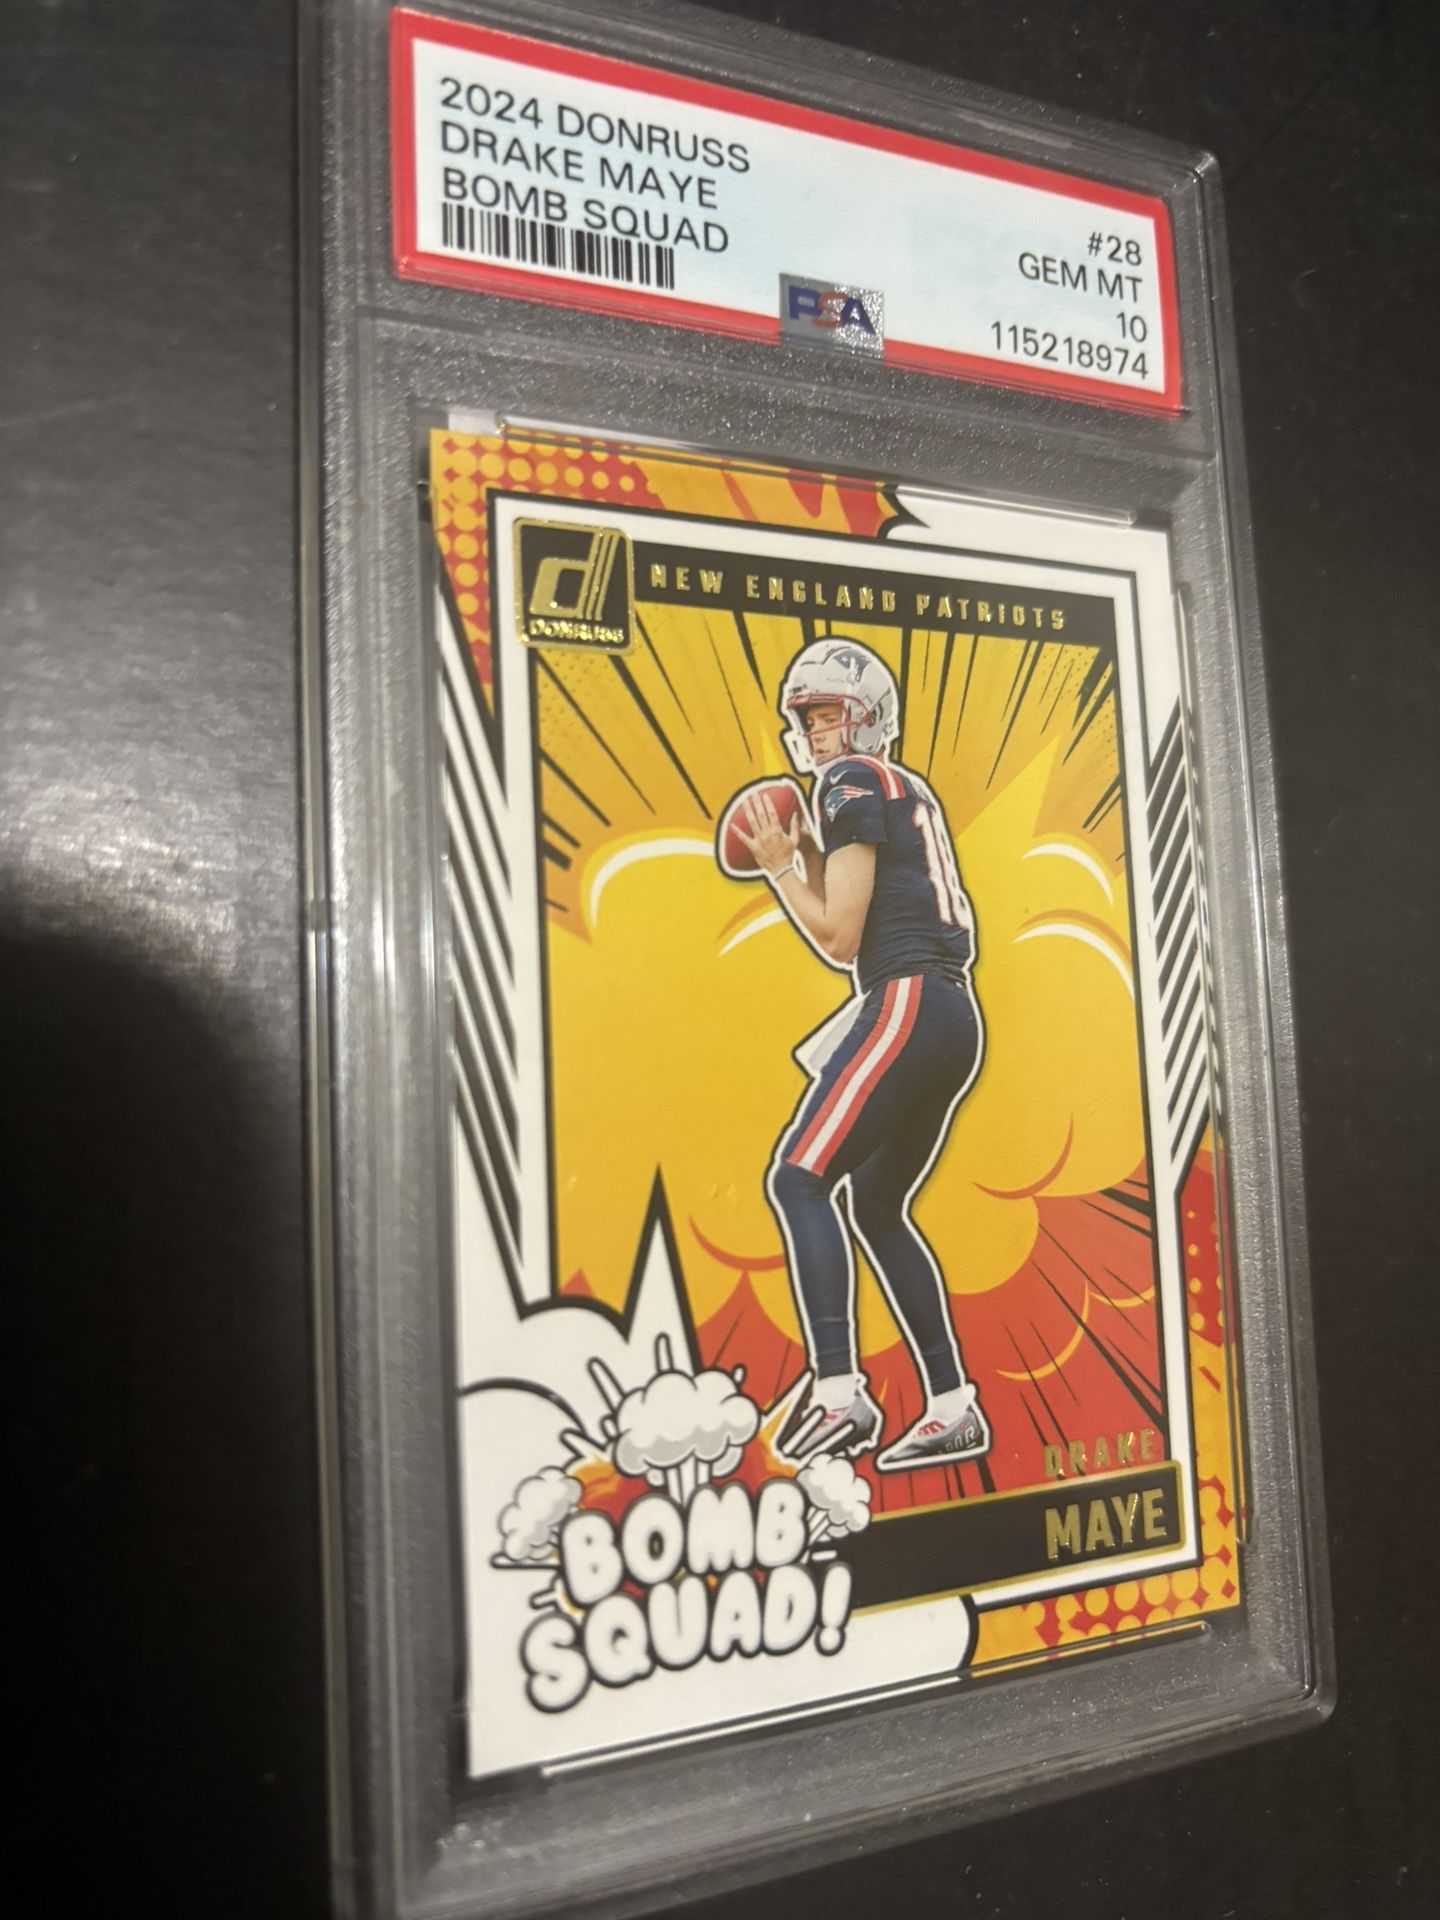 2024 DONRUSS
DRAKE MAYE
BOMB SQUAD
#28
GEM MT
10
115218974
PSA
d
DONRUSS
NEW ENGLAND PATRIOTS
10
DRAKE
MAYE
BOMB
SQUAD!